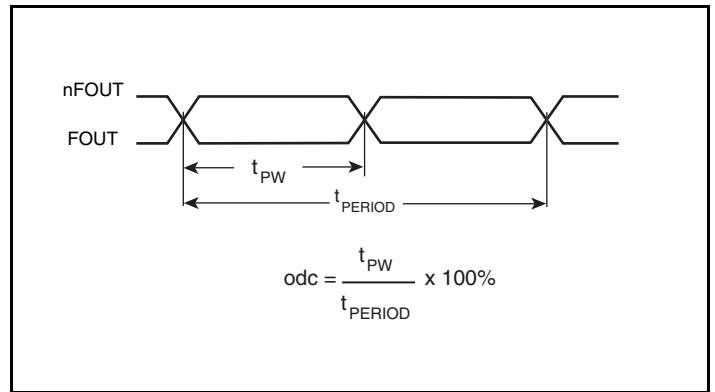 nFOUT
FOUT
tPW
tPERIOD
odc = tPW / tPERIOD x 100%